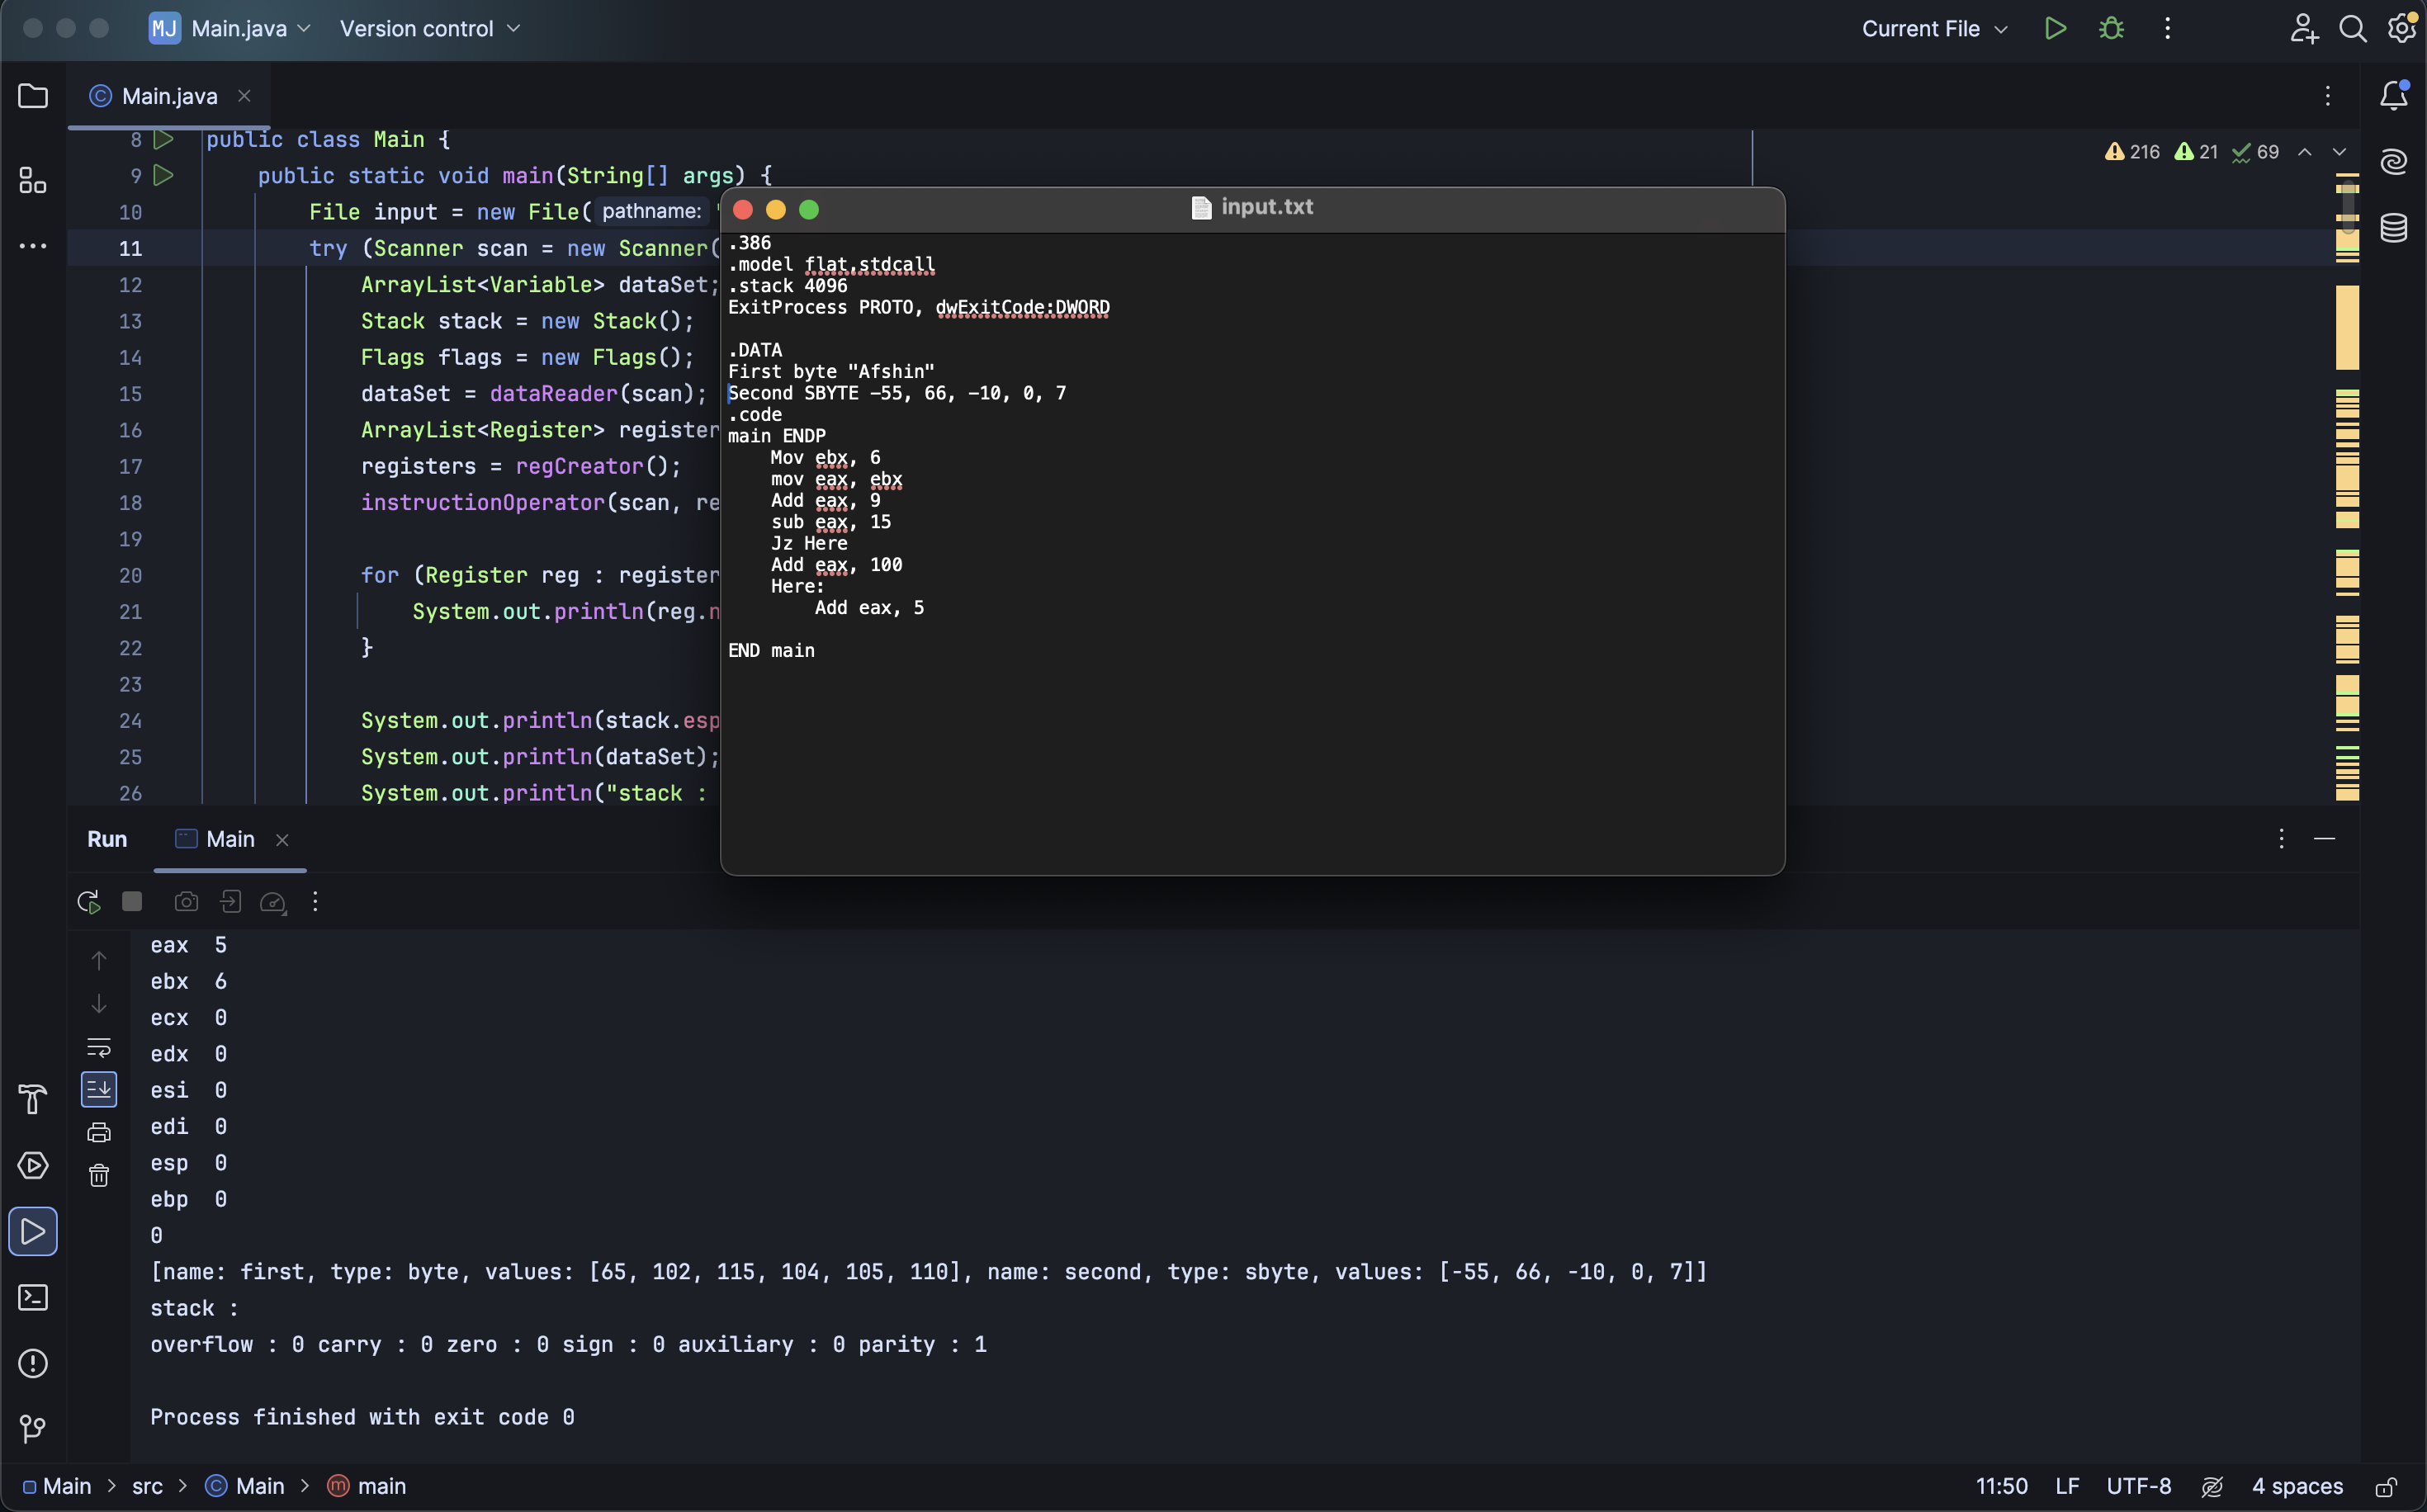 MJ Main.java Version control Current File
Main.java
216 21 69
8 public class Main {
9 public static void main(String[] args) {
10 File input = new File( pathname: "
11 try (Scanner scan = new Scanner(
12 ArrayList<Variable> dataSet;
13 Stack stack = new Stack();
14 Flags flags = new Flags();
15 dataSet = dataReader(scan);
16 ArrayList<Register> register
17 registers = regCreator();
18 instructionOperator(scan, re
19
20 for (Register reg : register
21 System.out.println(reg.n
22 }
23
24 System.out.println(stack.esp
25 System.out.println(dataSet);
26 System.out.println("stack :
input.txt
.386
.model flat,stdcall
.stack 4096
ExitProcess PROTO, dwExitCode:DWORD
.DATA
First byte "Afshin"
Second SBYTE -55, 66, -10, 0, 7
.code
main ENDP
Mov ebx, 6
mov eax, ebx
Add eax, 9
sub eax, 15
Jz Here
Add eax, 100
Here:
Add eax, 5
END main
Run Main
eax 5
ebx 6
ecx 0
edx 0
esi 0
edi 0
esp 0
ebp 0
0
[name: first, type: byte, values: [65, 102, 115, 104, 105, 110], name: second, type: sbyte, values: [-55, 66, -10, 0, 7]]
stack :
overflow : 0 carry : 0 zero : 0 sign : 0 auxiliary : 0 parity : 1
Process finished with exit code 0
Main > src > Main > main 11:50 LF UTF-8 4 spaces